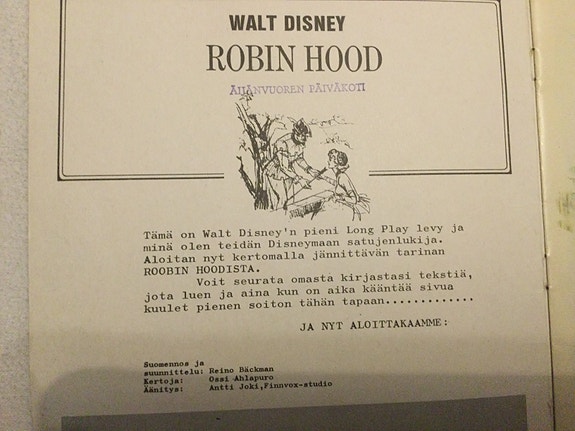 WALT DISNEY
ROBIN HOOD
ÄIJÄNVUOREN PÄIVÄKOTI
Tämä on Walt Disney'n pieni Long Play levy ja
minä olen teidän Disneymaan satujenlukija.
Aloitan nyt kertomalla jännittävän tarinan
ROOBIN HOODISTA.
Voit seurata omasta kirjastasi tekstiä,
jota luen ja aina kun on aika kääntää sivua
kuulet pienen soiton tähän tapaan.............
JA NYT ALOITTAKAAMME:
Suomennos ja
suunnittelu: Reino Bäckman
Kertoja: Ossi Ahlapuro
Äänitys: Antti Joki,Finnvox-studio